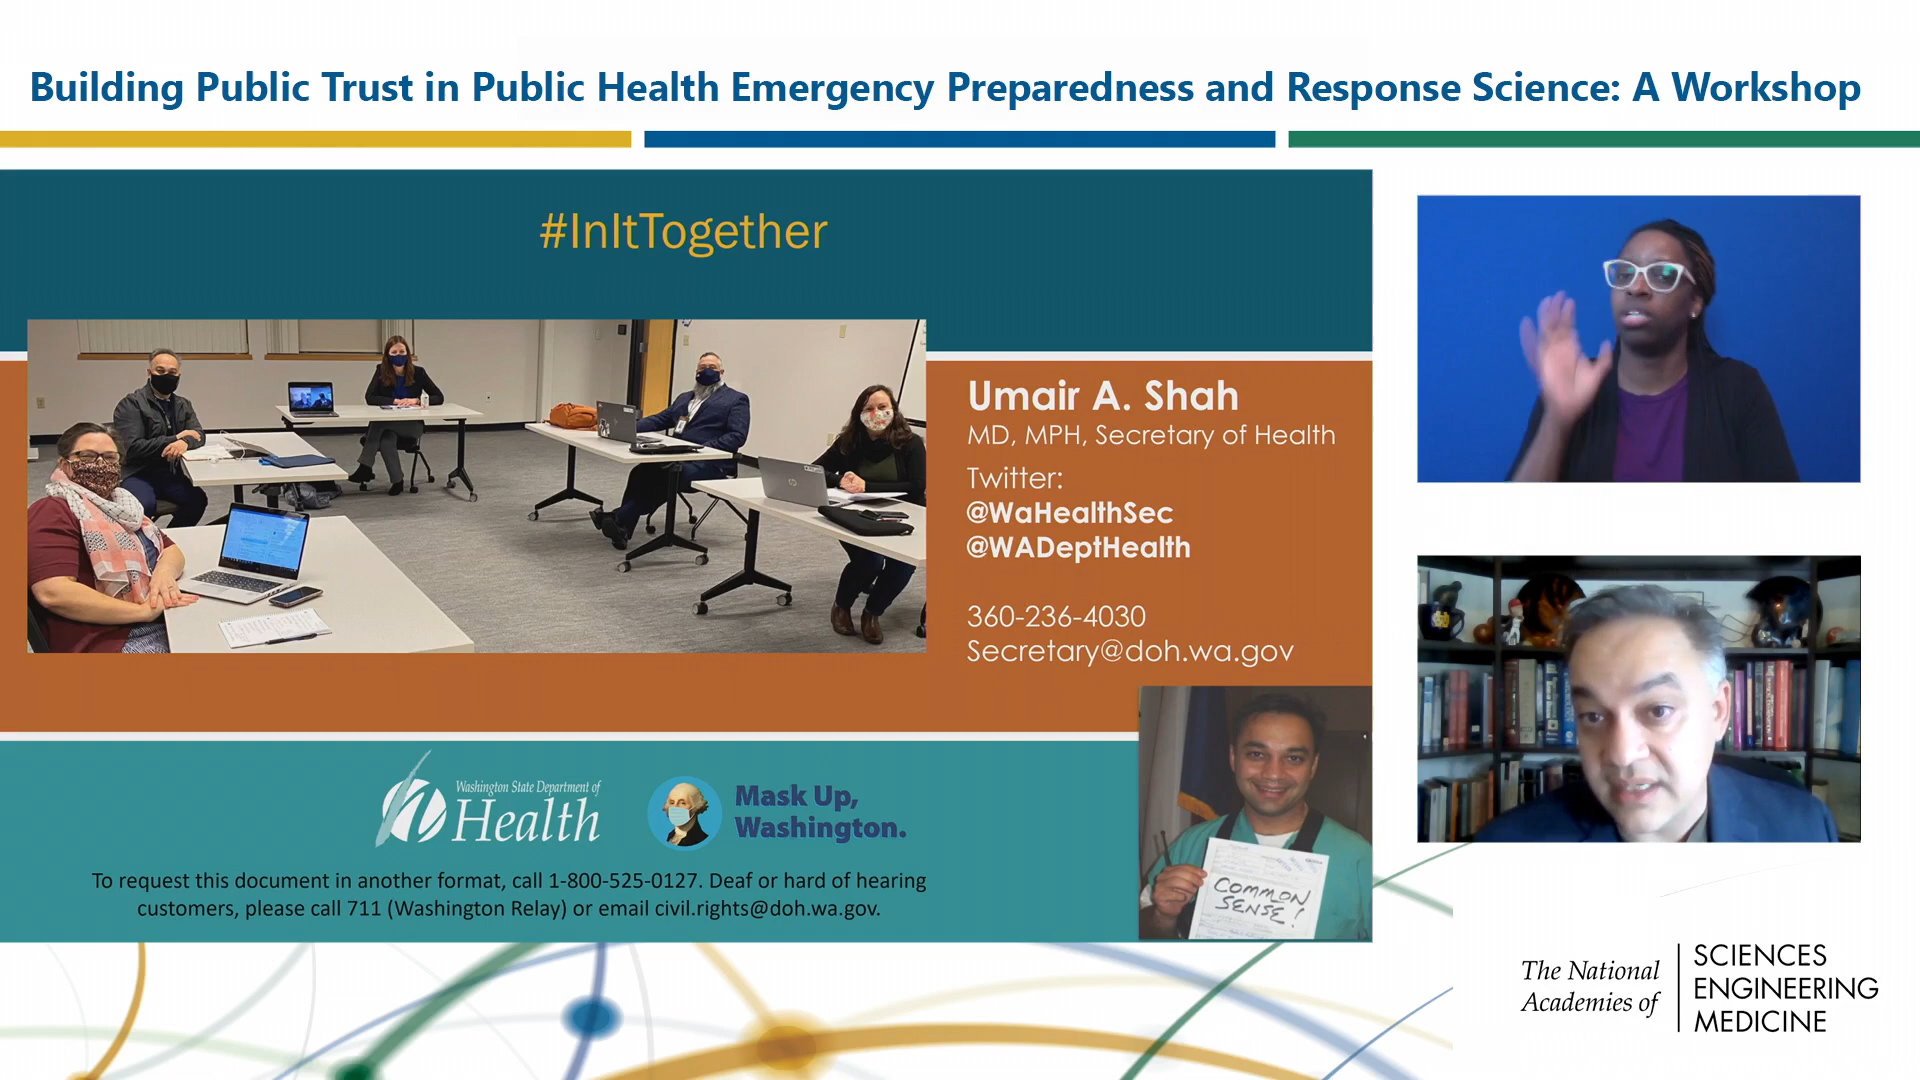 Building Public Trust in Public Health Emergency Preparedness and Response Science: A Workshop
#InItTogether
Umair A. Shah
MD, MPH, Secretary of Health
Twitter:
@WaHealthSec
@WADeptHealth
360-236-4030
Secretary@doh.wa.gov
Washington State Department of
Health
Mask Up,
Washington.
To request this document in another format, call 1-800-525-0127. Deaf or hard of hearing
customers, please call 711 (Washington Relay) or email civil.rights@doh.wa.gov.
COMMON
SENSE!
The National
Academies of
SCIENCES
ENGINEERING
MEDICINE